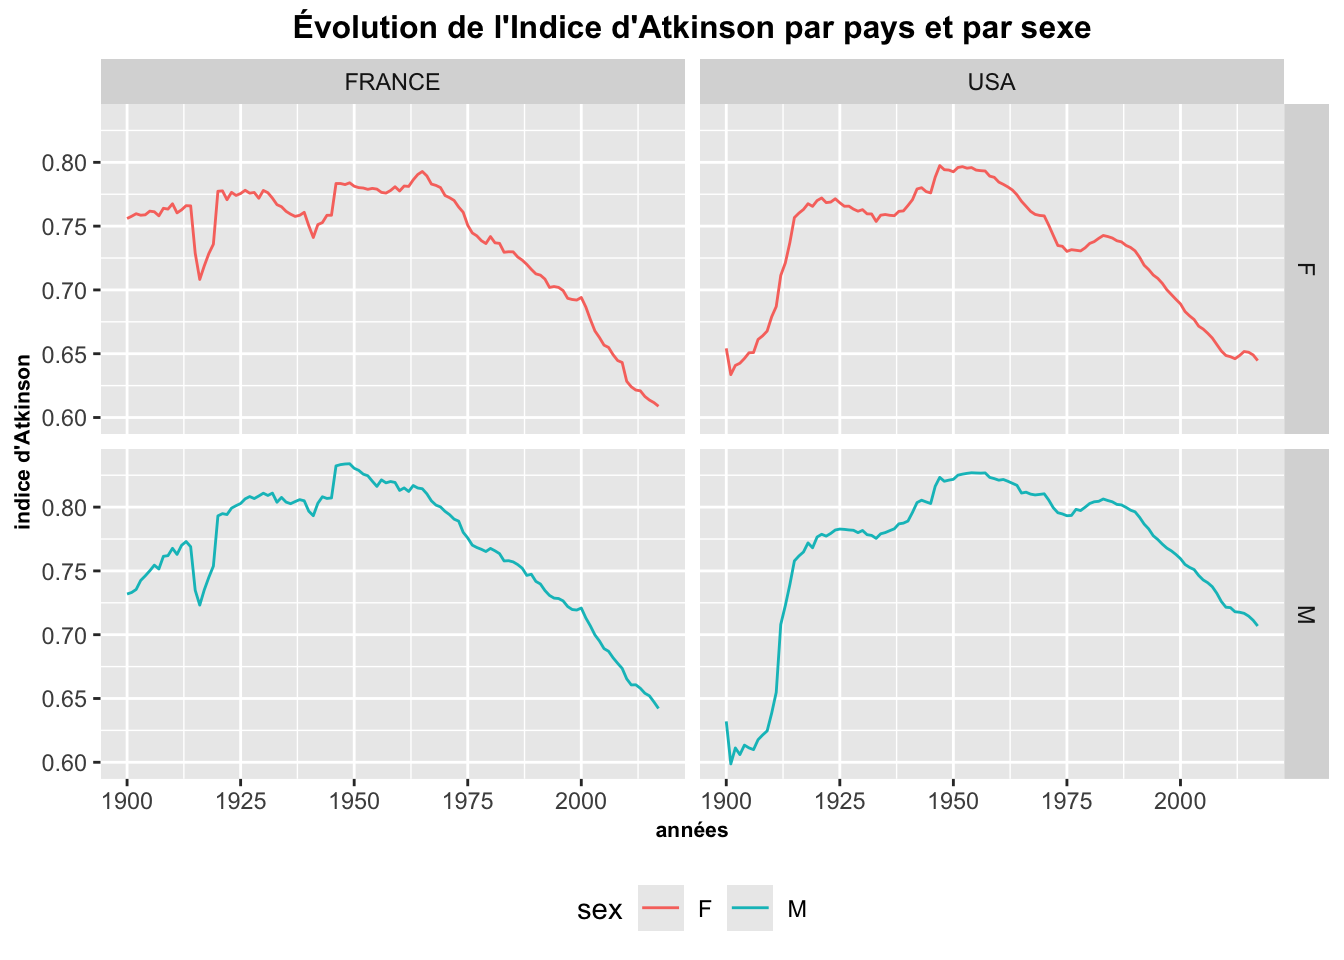 Évolution de l'Indice d'Atkinson par pays et par sexe
FRANCE
USA
0.80
0.75
0.70
0.65
0.60
F
indice d'Atkinson
0.80
0.75
0.70
0.65
0.60
M
1900
1925
1950
1975
2000
1900
1925
1950
1975
2000
années
sex
F
M